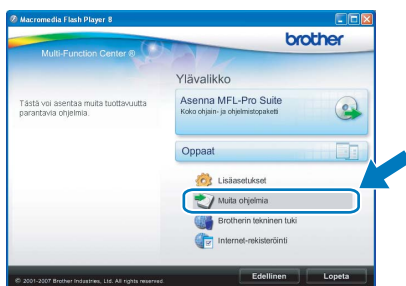 Macromedia Flash Player 8
brother
Multi-Function Center ®
Ylävalikko
Tästä voi asentaa muita tuottavuutta
parantavia ohjelmia.
Asenna MFL-Pro Suite
Koko ohjain- ja ohjelmistopaketti
Oppaat
Lisäasetukset
Muita ohjelmia
Brotherin tekninen tuki
Internet-rekisteröinti
© 2001-2007 Brother Industries, Ltd. All rights reserved
Edellinen
Lopeta